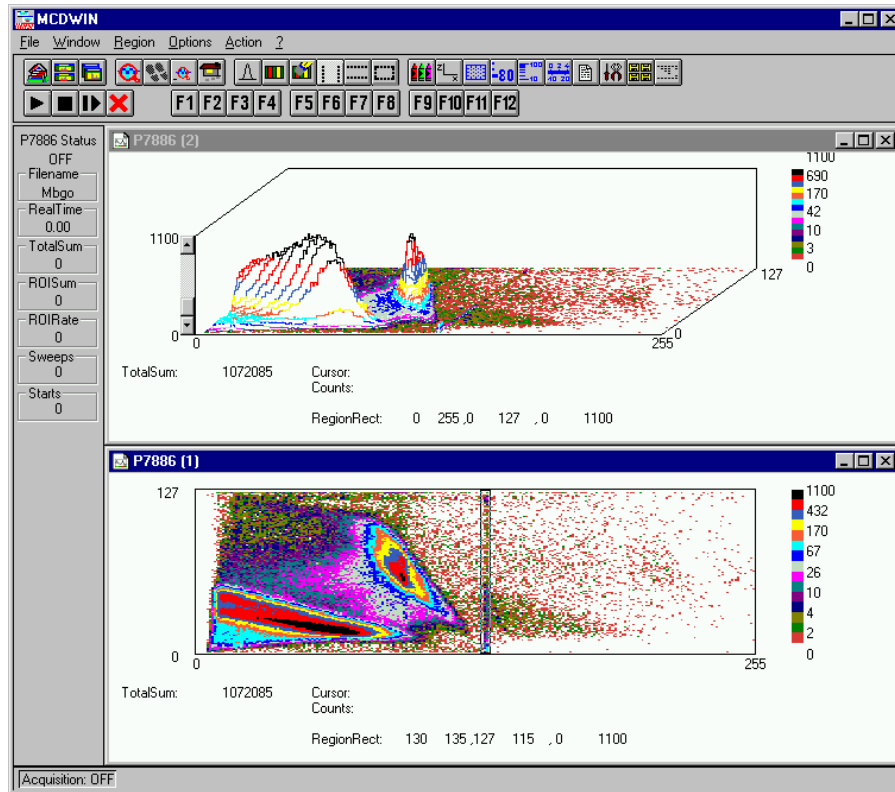 MCDWIN
File Window Region Options Action ?
F1 F2 F3 F4 F5 F6 F7 F8 F9 F10 F11 F12
P7886 Status
OFF
Filename
Mbgo
RealTime
0.00
TotalSum
0
ROISum
0
ROIRate
0
Sweeps
0
Starts
0
P7886 (2)
1100
690
170
42
10
3
0
1100
0
0
255
0
127
TotalSum: 1072085 Cursor:
Counts:
RegionRect: 0 255 ,0 127 ,0 1100
P7886 (1)
127
0
0
255
1100
432
170
67
26
10
4
2
0
TotalSum: 1072085 Cursor:
Counts:
RegionRect: 130 135 ,127 115 ,0 1100
Acquisition: OFF